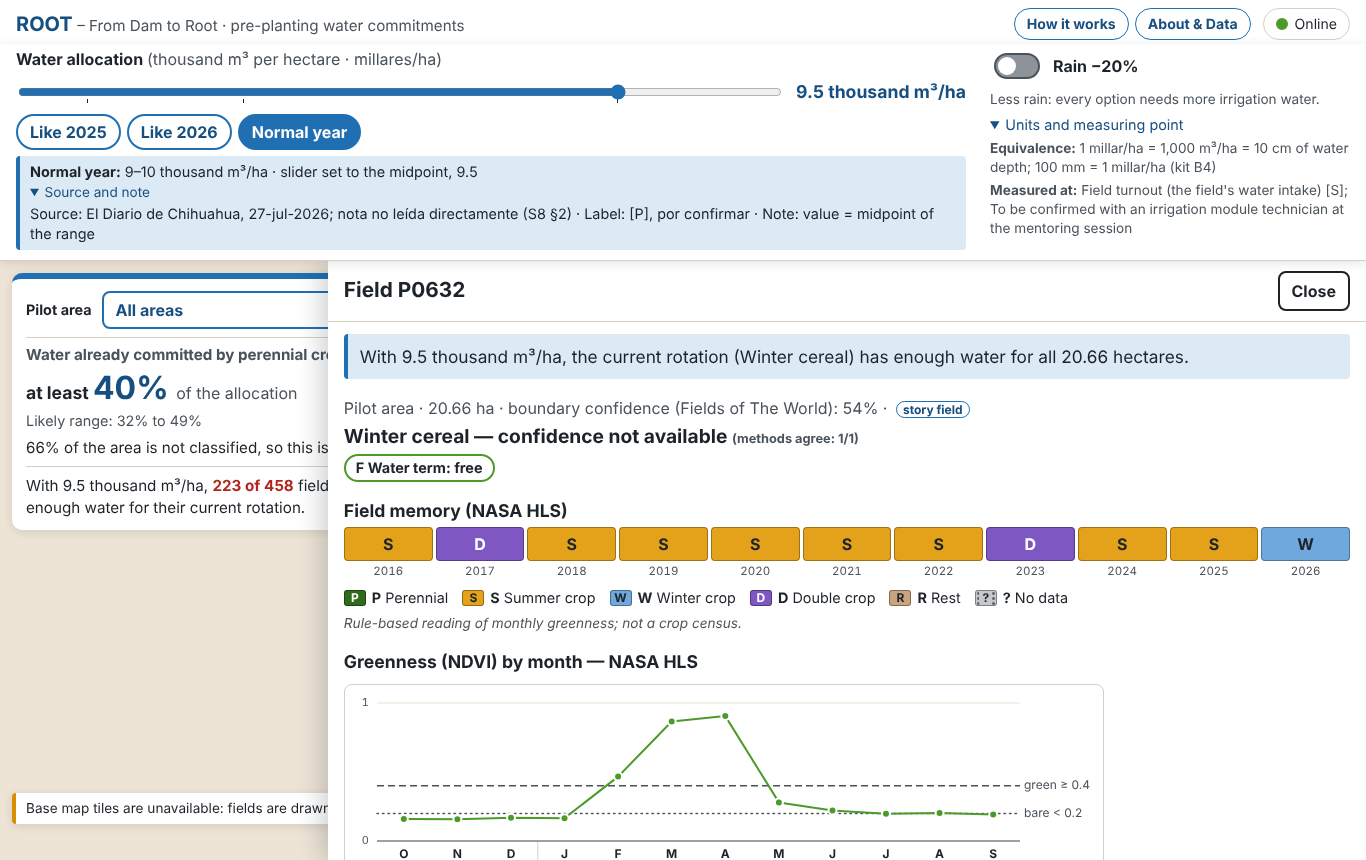 ROOT – From Dam to Root · pre-planting water commitments
How it works
About & Data
Online
Water allocation (thousand m³ per hectare · millares/ha)
9.5 thousand m³/ha
Like 2025
Like 2026
Normal year
Normal year: 9–10 thousand m³/ha · slider set to the midpoint, 9.5
▼ Source and note
Source: El Diario de Chihuahua, 27-jul-2026; nota no leída directamente (S8 §2) · Label: [P], por confirmar · Note: value = midpoint of
the range
Rain −20%
Less rain: every option needs more irrigation water.
▼ Units and measuring point
Equivalence: 1 millar/ha = 1,000 m³/ha = 10 cm of water
depth; 100 mm = 1 millar/ha (kit B4)
Measured at: Field turnout (the field's water intake) [S];
To be confirmed with an irrigation module technician at
the mentoring session
Pilot area
All areas
Water already committed by perennial
at least 40% of the allocation
Likely range: 32% to 49%
66% of the area is not classified, so this is
With 9.5 thousand m³/ha, 223 of 458
enough water for their current rotation.
Base map tiles are unavailable: fields are
Field P0632
Close
With 9.5 thousand m³/ha, the current rotation (Winter cereal) has enough water for all 20.66 hectares.
Pilot area · 20.66 ha · boundary confidence (Fields of The World): 54% · story field
Winter cereal — confidence not available (methods agree: 1/1)
F Water term: free
Field memory (NASA HLS)
S D S S S S S D S S W
2016 2017 2018 2019 2020 2021 2022 2023 2024 2025 2026
P P Perennial S S Summer crop W W Winter crop D D Double crop R R Rest ? ? No data
Rule-based reading of monthly greenness; not a crop census.
Greenness (NDVI) by month — NASA HLS
1
green ≥ 0.4
bare < 0.2
0
O N D J F M A M J J A S